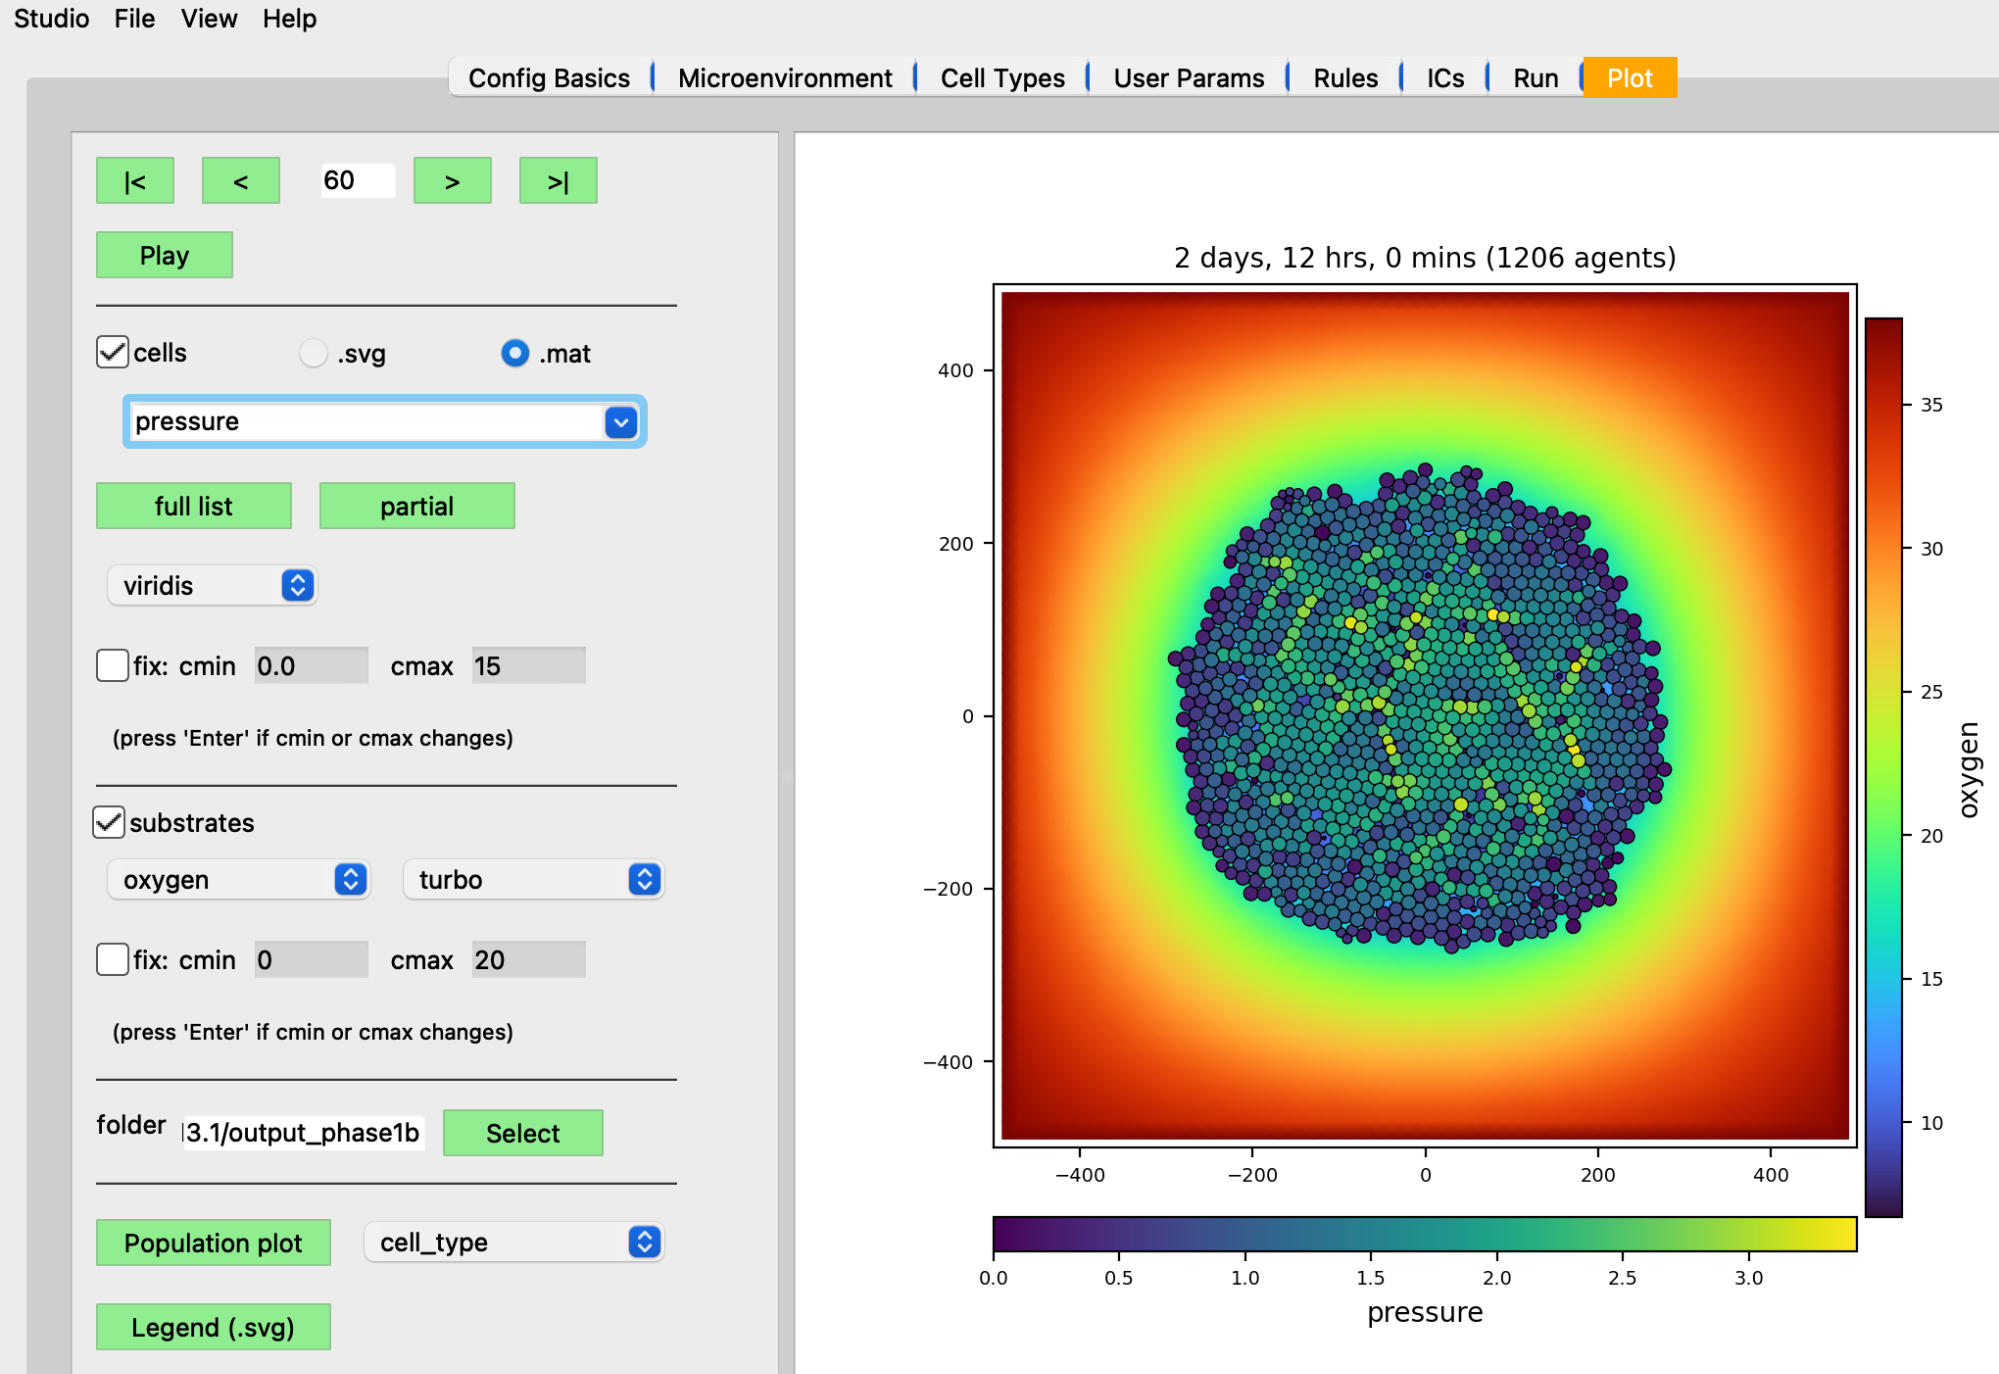 Studio File View Help
Config Basics Microenvironment Cell Types User Params Rules ICs Run Plot
|< < 60 > >|
Play
cells .svg .mat
pressure
full list partial
viridis
fix: cmin 0.0 cmax 15
(press 'Enter' if cmin or cmax changes)
substrates
oxygen turbo
fix: cmin 0 cmax 20
(press 'Enter' if cmin or cmax changes)
folder 3.1/output_phase1b Select
Population plot cell_type
Legend (.svg)
2 days, 12 hrs, 0 mins (1206 agents)
400
200
0
−200
−400
−400 −200 0 200 400
35
30
25
20
15
10
oxygen
0.0 0.5 1.0 1.5 2.0 2.5 3.0
pressure